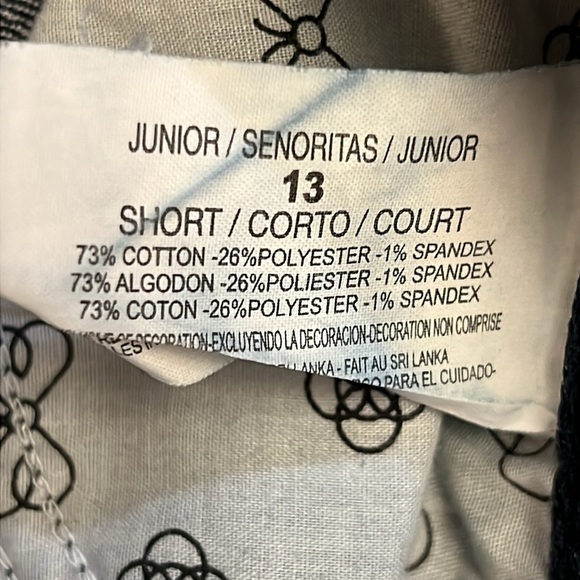 JUNIOR / SENORITAS / JUNIOR
13
SHORT / CORTO / COURT
73% COTTON -26%POLYESTER -1% SPANDEX
73% ALGODON -26%POLIESTER -1% SPANDEX
73% COTON -26%POLYESTER -1% SPANDEX
DECORATION-EXCLUYENDO LA DECORACION-DECORATION NON COMPRISE
LANKA - FAIT AU SRI LANKA
PARA EL CUIDADO-